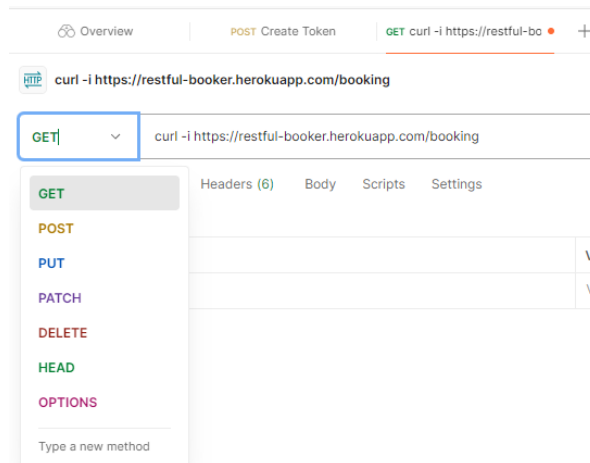 Overview POST Create Token GET curl -i https://restful-bo
HTTP curl -i https://restful-booker.herokuapp.com/booking
GET curl -i https://restful-booker.herokuapp.com/booking
Headers (6) Body Scripts Settings
GET
POST
PUT
PATCH
DELETE
HEAD
OPTIONS
Type a new method